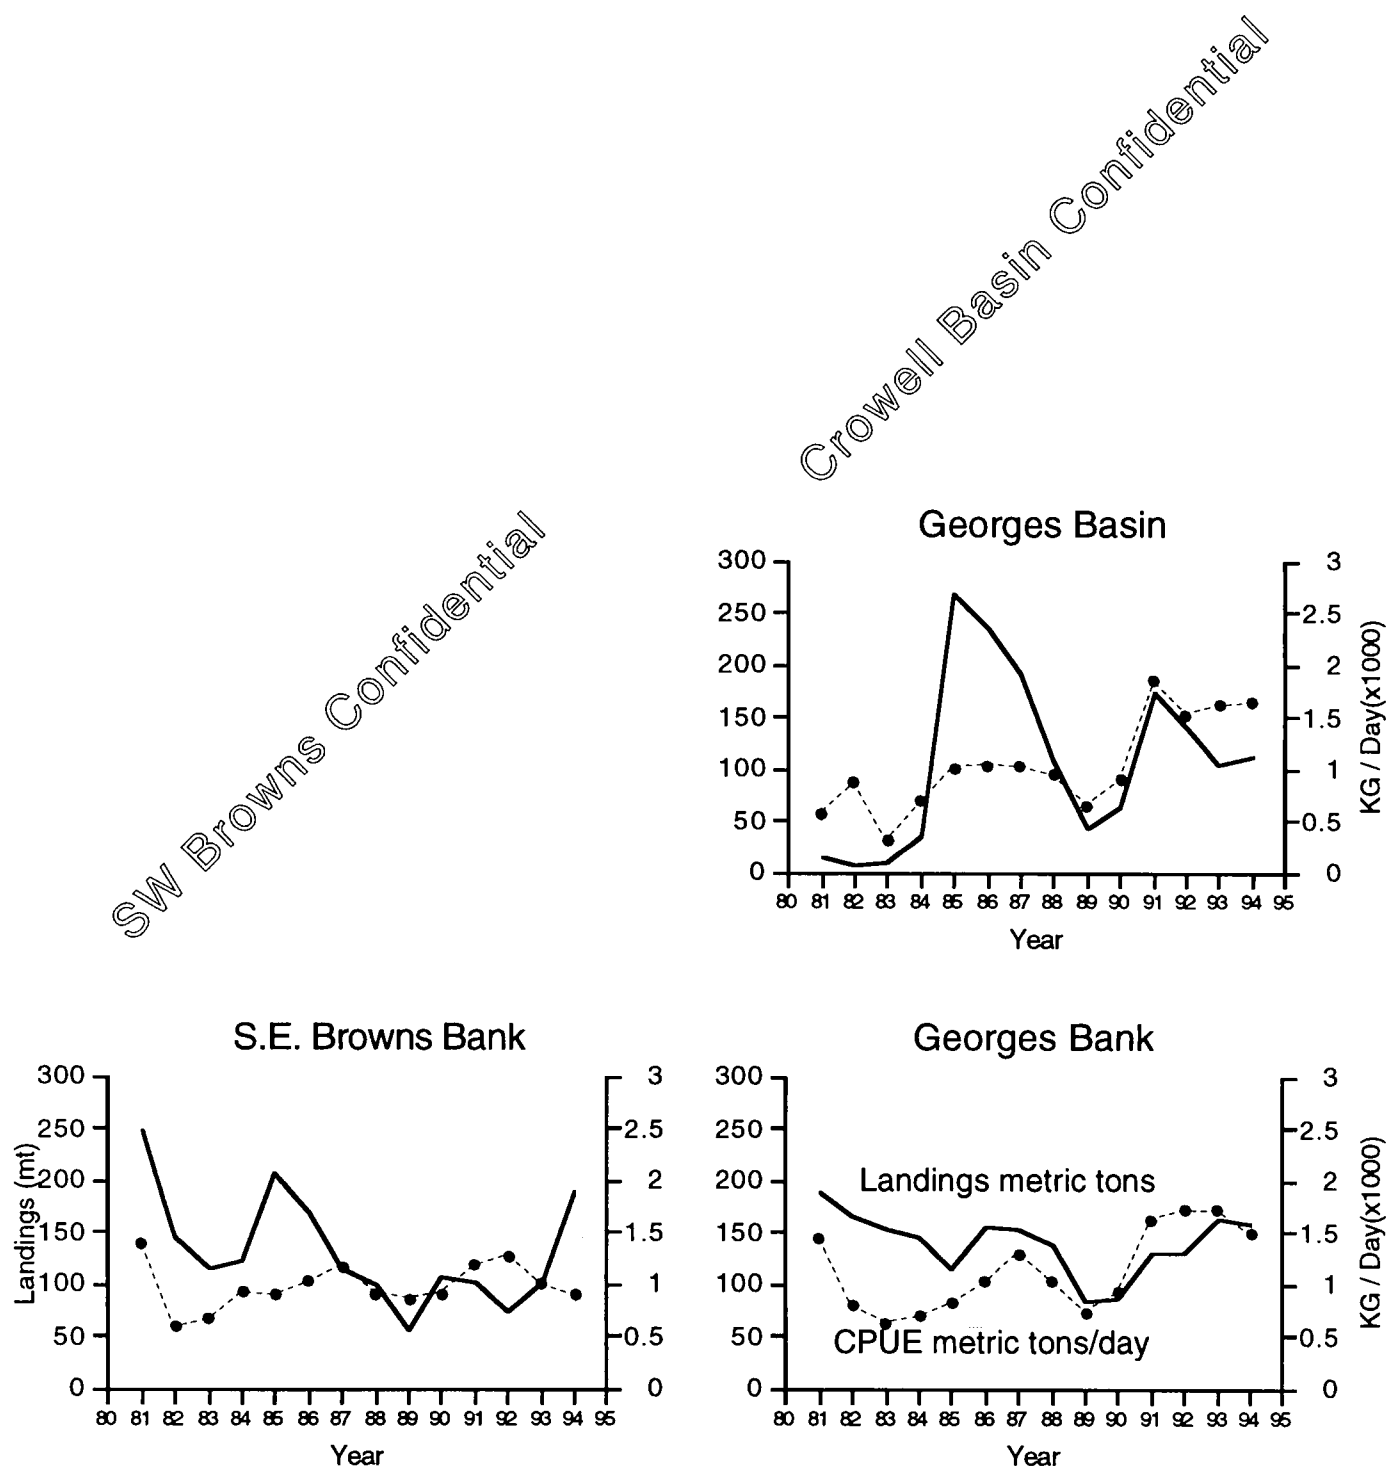 Crowell Basin Confidential
SW Browns Confidential
Georges Basin
300
250
200
150
100
50
0
3
2.5
2
1.5
1
0.5
0
KG / Day(x1000)
80 81 82 83 84 85 86 87 88 89 90 91 92 93 94 95
Year
S.E. Browns Bank
Landings (mt)
300
250
200
150
100
50
0
3
2.5
2
1.5
1
0.5
0
80 81 82 83 84 85 86 87 88 89 90 91 92 93 94 95
Year
Georges Bank
300
250
200
150
100
50
0
Landings metric tons
CPUE metric tons/day
3
2.5
2
1.5
1
0.5
0
KG / Day(x1000)
80 81 82 83 84 85 86 87 88 89 90 91 92 93 94 95
Year